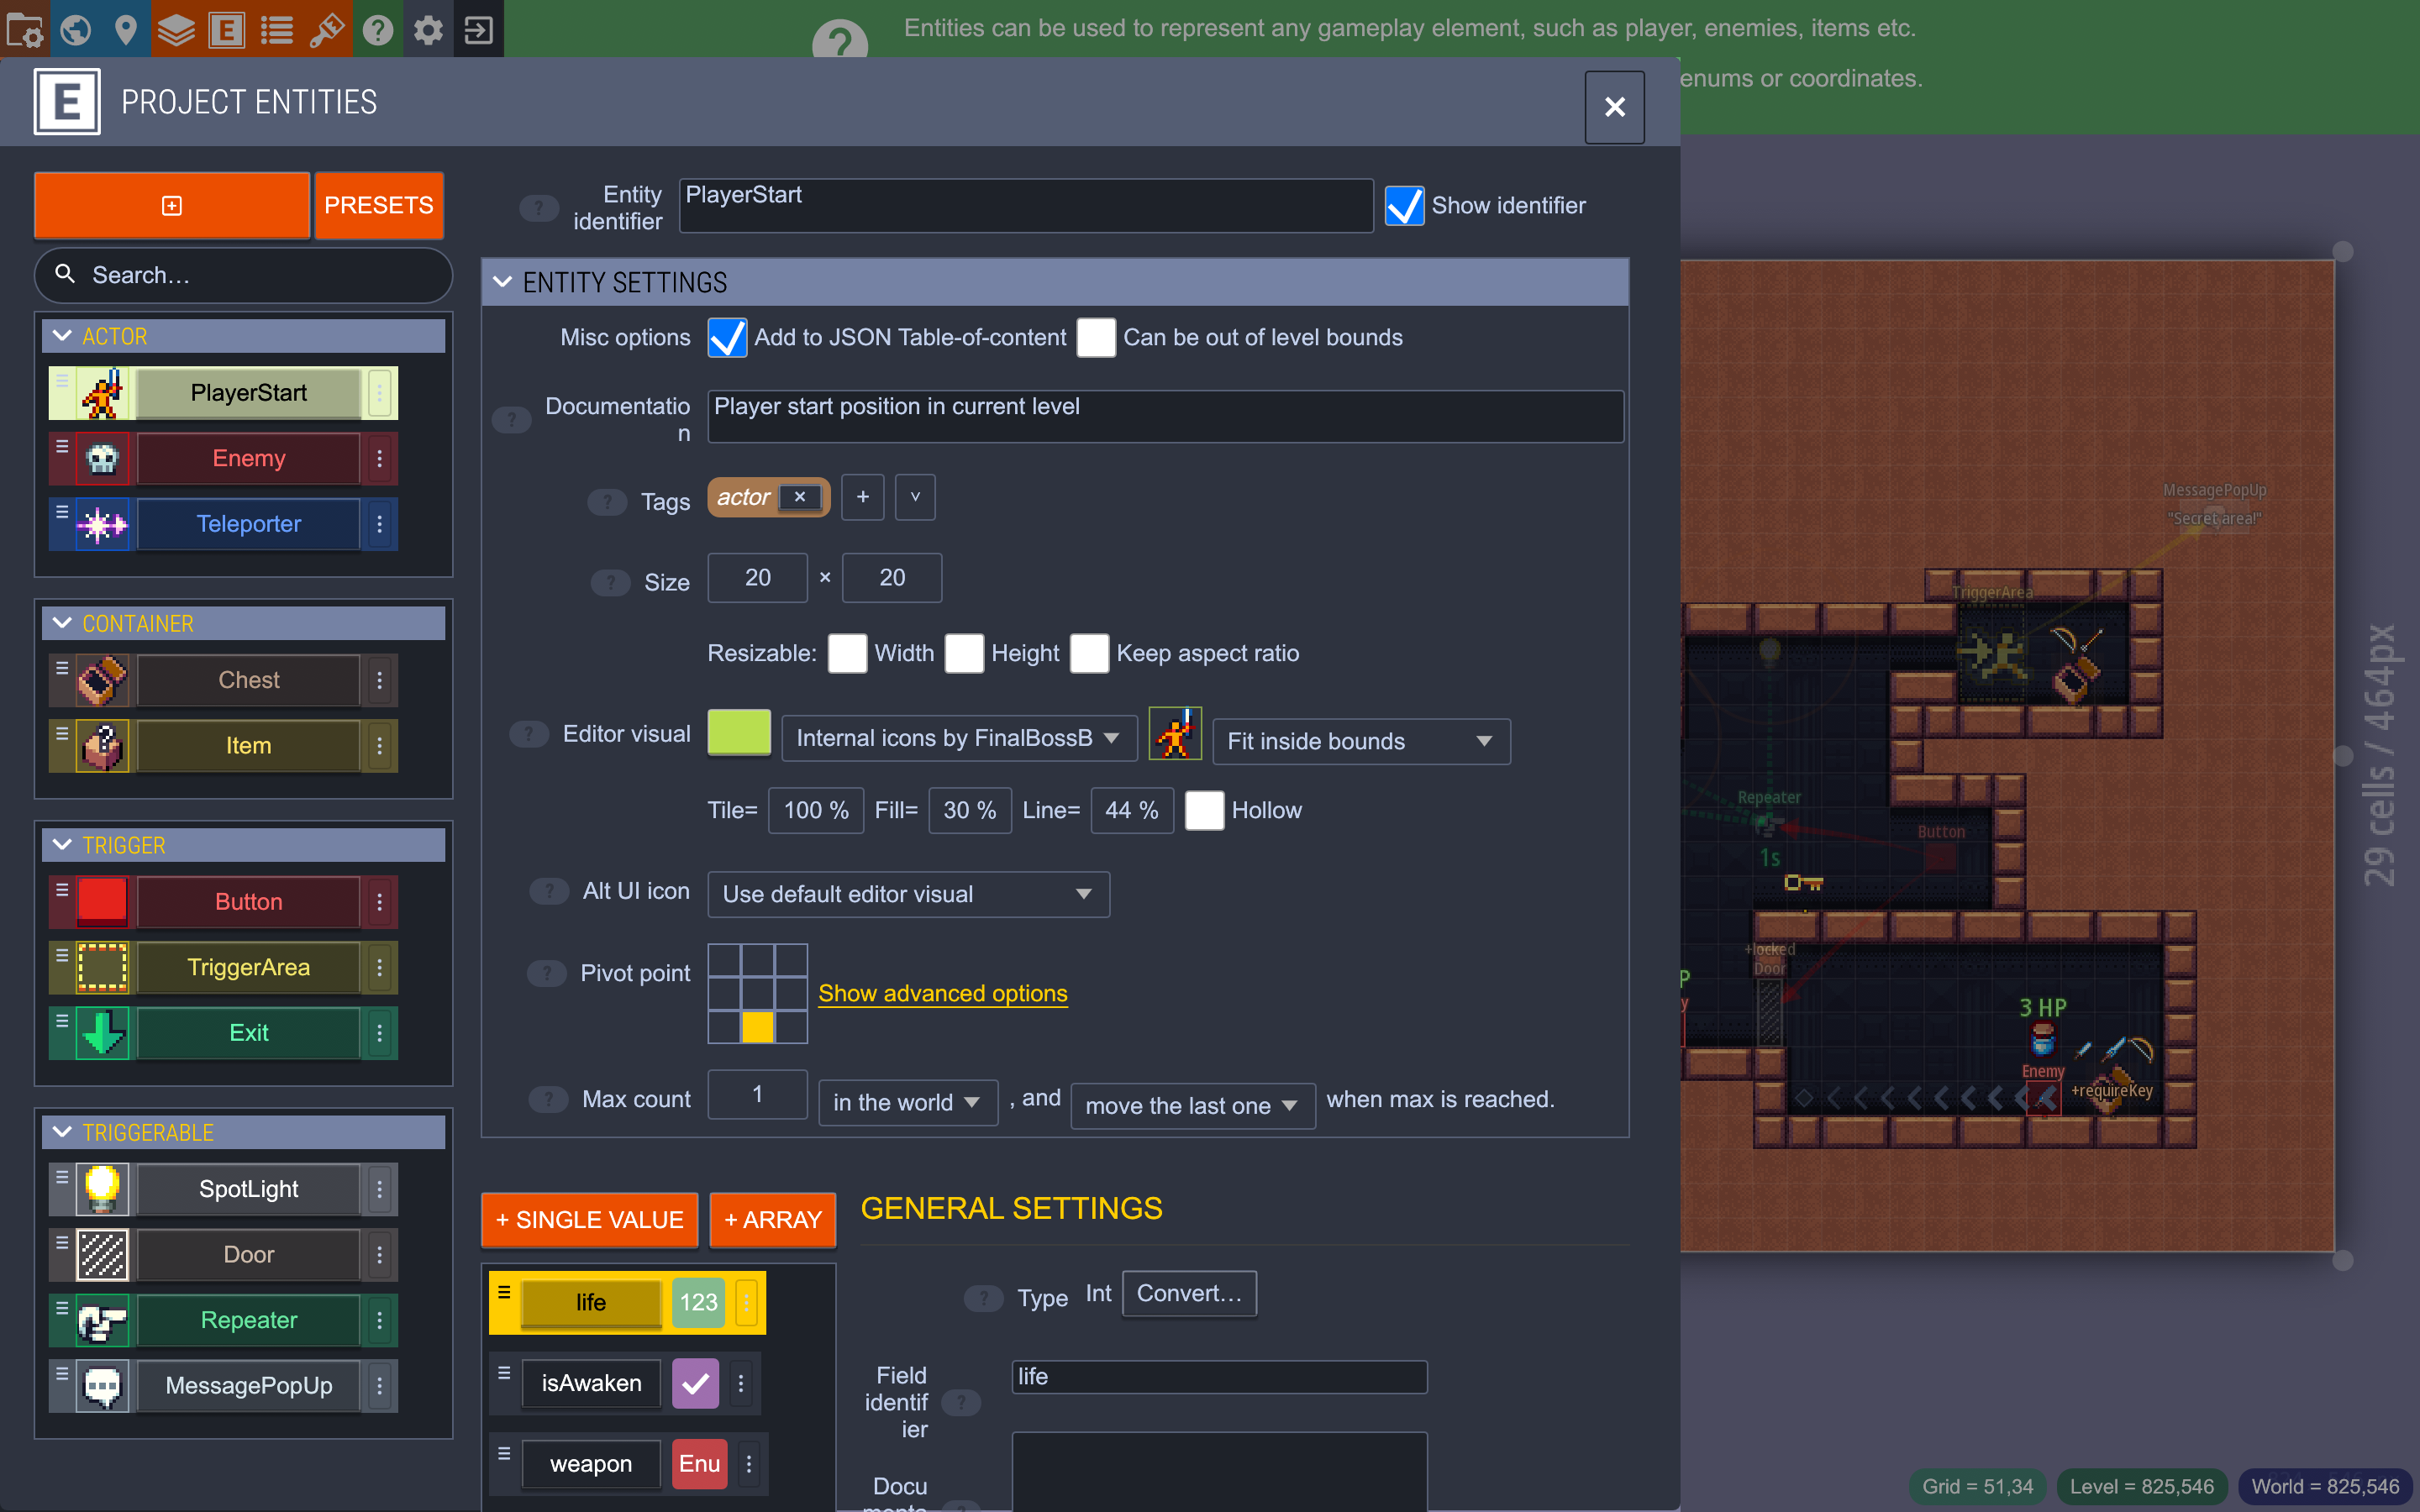 Entities can be used to represent any gameplay element, such as player, enemies, items etc.
enums or coordinates.
E PROJECT ENTITIES
PRESETS
Search...
ACTOR
PlayerStart
Enemy
Teleporter
CONTAINER
Chest
Item
TRIGGER
Button
TriggerArea
Exit
TRIGGERABLE
SpotLight
Door
Repeater
MessagePopUp
Entity
identifier
PlayerStart
Show identifier
ENTITY SETTINGS
Misc options Add to JSON Table-of-content Can be out of level bounds
Documentatio
n
Player start position in current level
Tags actor × + v
Size 20 × 20
Resizable: Width Height Keep aspect ratio
Editor visual Internal icons by FinalBossB Fit inside bounds
Tile= 100 % Fill= 30 % Line= 44 % Hollow
Alt UI icon Use default editor visual
Pivot point Show advanced options
Max count 1 in the world , and move the last one when max is reached.
+ SINGLE VALUE + ARRAY
life 123
isAwaken
weapon Enu
GENERAL SETTINGS
Type Int Convert...
Field
identif
ier
life
Docu
MessagePopUp
"Secret area!"
TriggerArea
Repeater
1s
Button
+locked
Door
3 HP
Enemy
+requireKey
29 cells / 464px
Grid = 51,34 Level = 825,546 World = 825,546